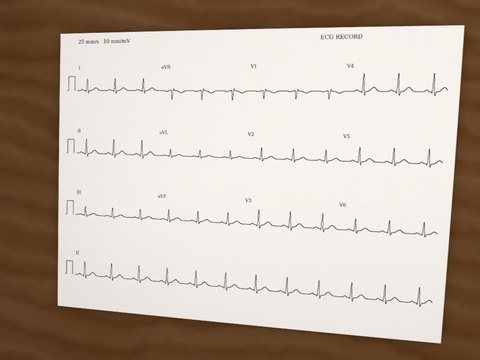 25 mm/s 10 mm/mV ECG RECORD
I aVR V1 V4
II aVL V2 V5
III aVF V3 V6
II